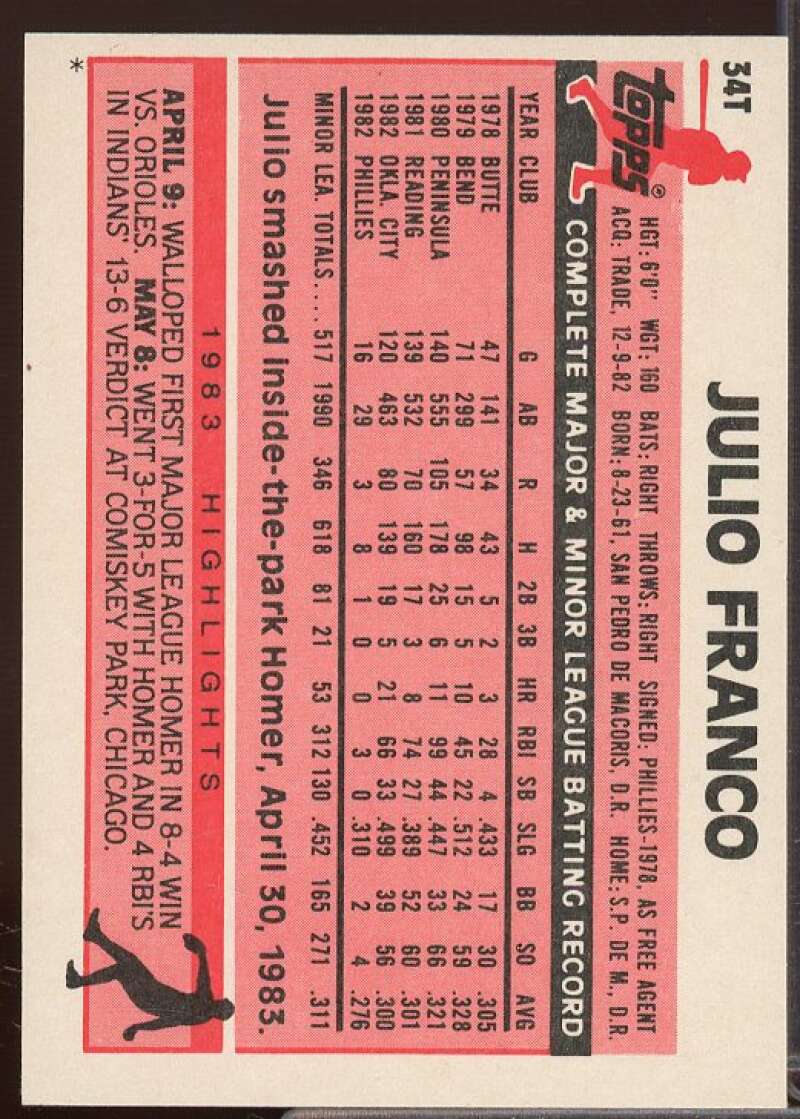 34T
JULIO FRANCO
topps®
HGT: 6'0" WGT: 160 BATS: RIGHT THROWS: RIGHT SIGNED: PHILLIES-1978, AS FREE AGENT
ACQ: TRADE, 12-9-82 BORN: 8-23-61, SAN PEDRO DE MACORIS, D.R. HOME: S.P. DE M., D.R.
COMPLETE MAJOR & MINOR LEAGUE BATTING RECORD
YEAR CLUB G AB R H 2B 3B HR RBI SB SLG BB SO AVG
1978 BUTTE 47 141 34 43 5 2 3 28 4 .433 17 30 .305
1979 BEND 71 299 57 98 15 5 10 45 22 .512 24 59 .328
1980 PENINSULA 140 555 105 178 25 6 11 99 44 .447 33 66 .321
1981 READING 139 532 70 160 17 3 8 74 27 .389 52 60 .301
1982 OKLA. CITY 120 463 80 139 19 5 21 66 33 .499 39 56 .300
1982 PHILLIES 16 29 3 8 1 0 0 3 0 .310 2 4 .276
MINOR LEA. TOTALS.... 517 1990 346 618 81 21 53 312 130 .452 165 271 .311
Julio smashed inside-the-park Homer, April 30, 1983.
1983 HIGHLIGHTS
APRIL 9: WALLOPED FIRST MAJOR LEAGUE HOMER IN 8-4 WIN
VS. ORIOLES. MAY 8: WENT 3-FOR-5 WITH HOMER AND 4 RBI'S
IN INDIANS' 13-6 VERDICT AT COMISKEY PARK, CHICAGO.
*